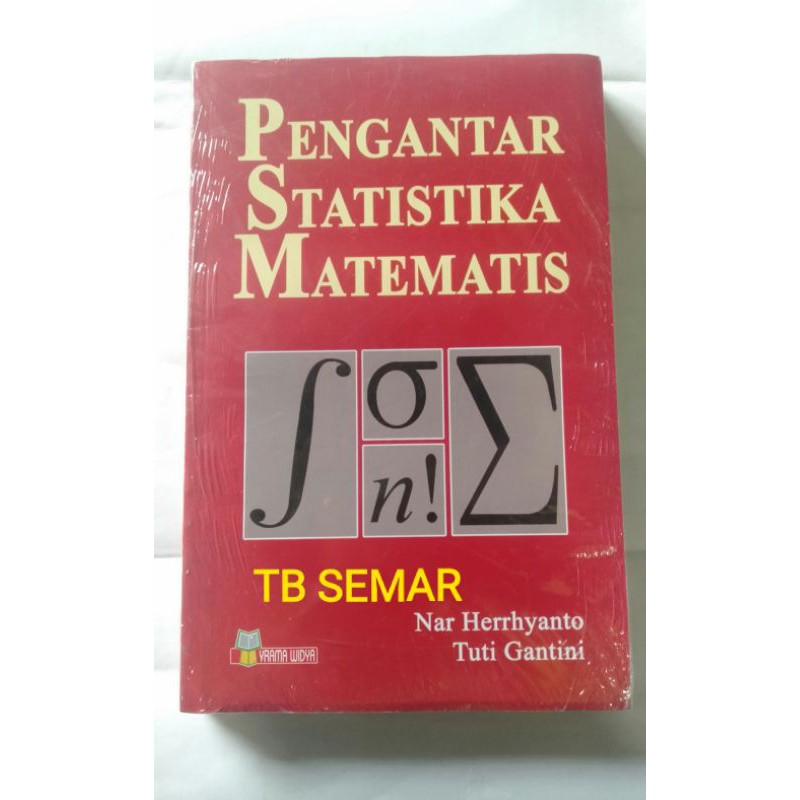 PENGANTAR
STATISTIKA
MATEMATIS
∫
σ
n!
Σ
TB SEMAR
Nar Herrhyanto
Tuti Gantini
YRAMA WIDYA